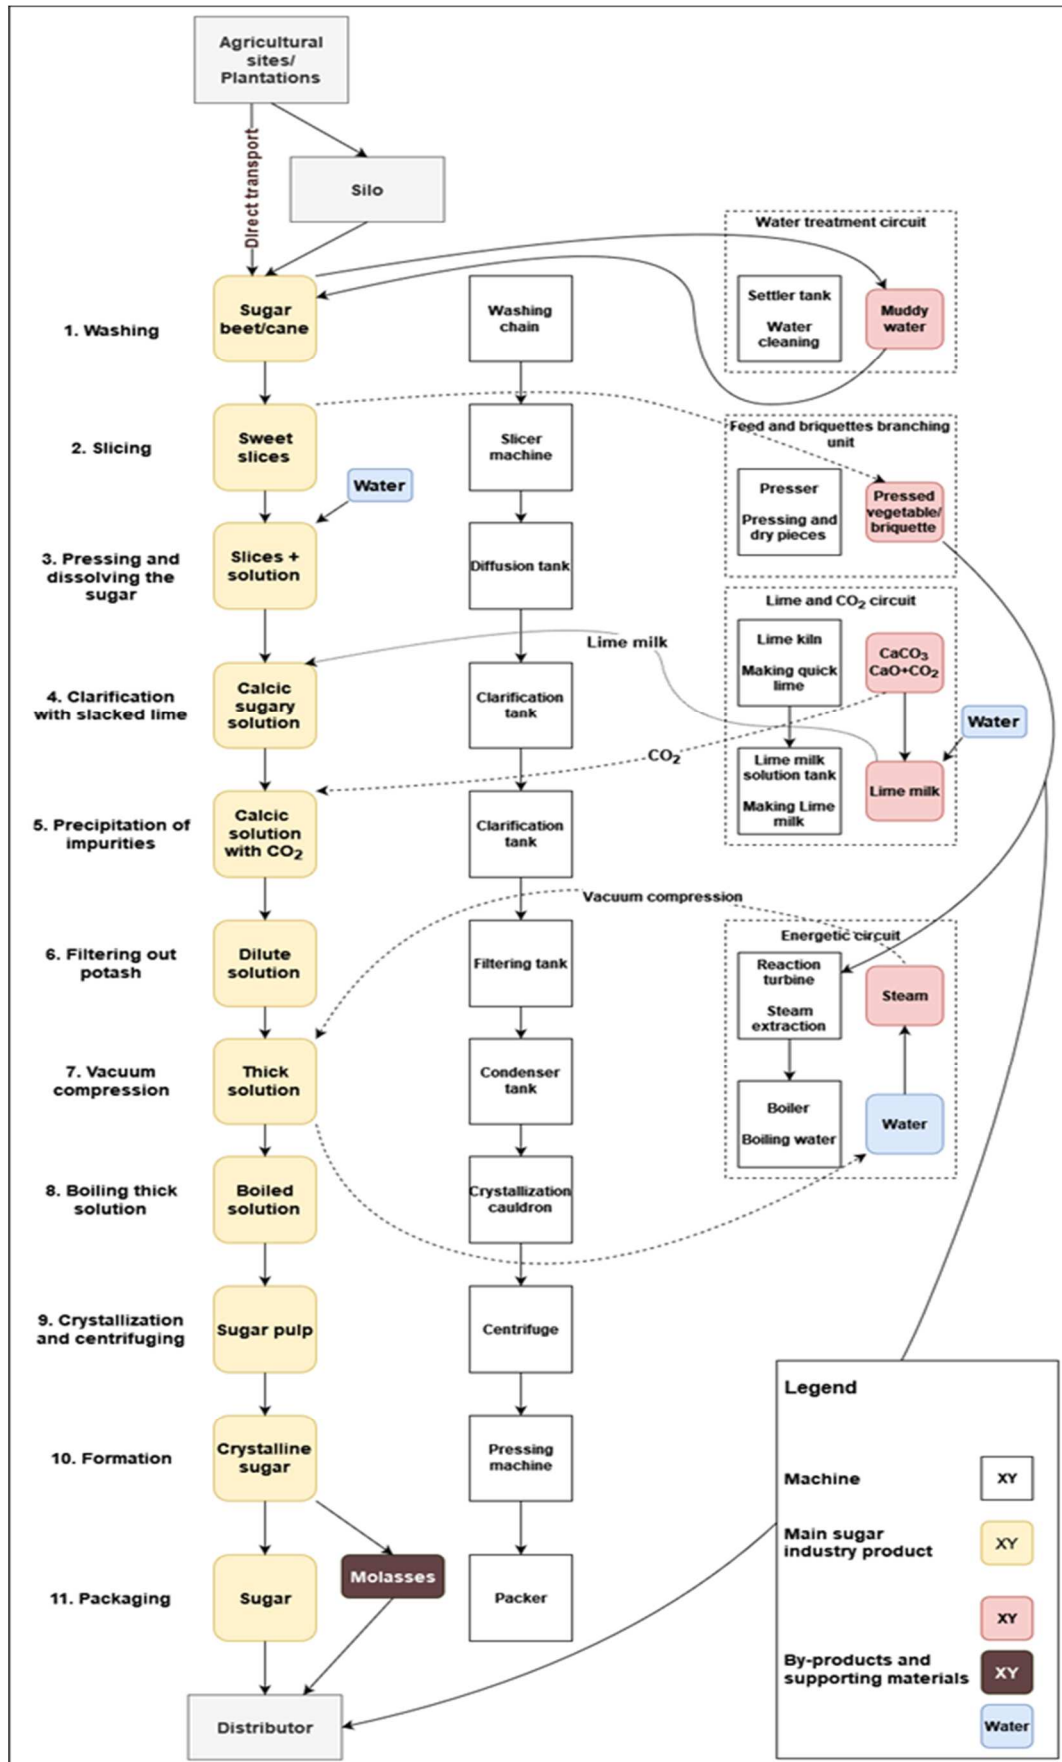 Agricultural
sites/
Plantations
Direct transport
Silo
Water treatment circuit
1. Washing
Sugar
beet/cane
Washing
chain
Settler tank
Water
cleaning
Muddy
water
2. Slicing
Sweet
slices
Slicer
machine
Feed and briquettes branching
unit
Presser
Pressing and
dry pieces
Pressed
vegetable/
briquette
Water
3. Pressing and
dissolving the
sugar
Slices +
solution
Diffusion tank
Lime and CO2 circuit
Lime kiln
Making quick
lime
CaCO3
CaO+CO2
Lime milk
4. Clarification
with slacked lime
Calcic
sugary
solution
Clarification
tank
Water
CO2
Lime milk
solution tank
Making Lime
milk
Lime milk
5. Precipitation of
impurities
Calcic
solution
with CO2
Clarification
tank
Vacuum compression
Energetic circuit
6. Filtering out
potash
Dilute
solution
Filtering tank
Reaction
turbine
Steam
extraction
Steam
7. Vacuum
compression
Thick
solution
Condenser
tank
Boiler
Boiling water
Water
8. Boiling thick
solution
Boiled
solution
Crystallization
cauldron
9. Crystallization
and centrifuging
Sugar pulp
Centrifuge
10. Formation
Crystalline
sugar
Pressing
machine
11. Packaging
Sugar
Molasses
Packer
Distributor
Legend
Machine
XY
Main sugar
industry product
XY
XY
By-products and
supporting materials
XY
Water